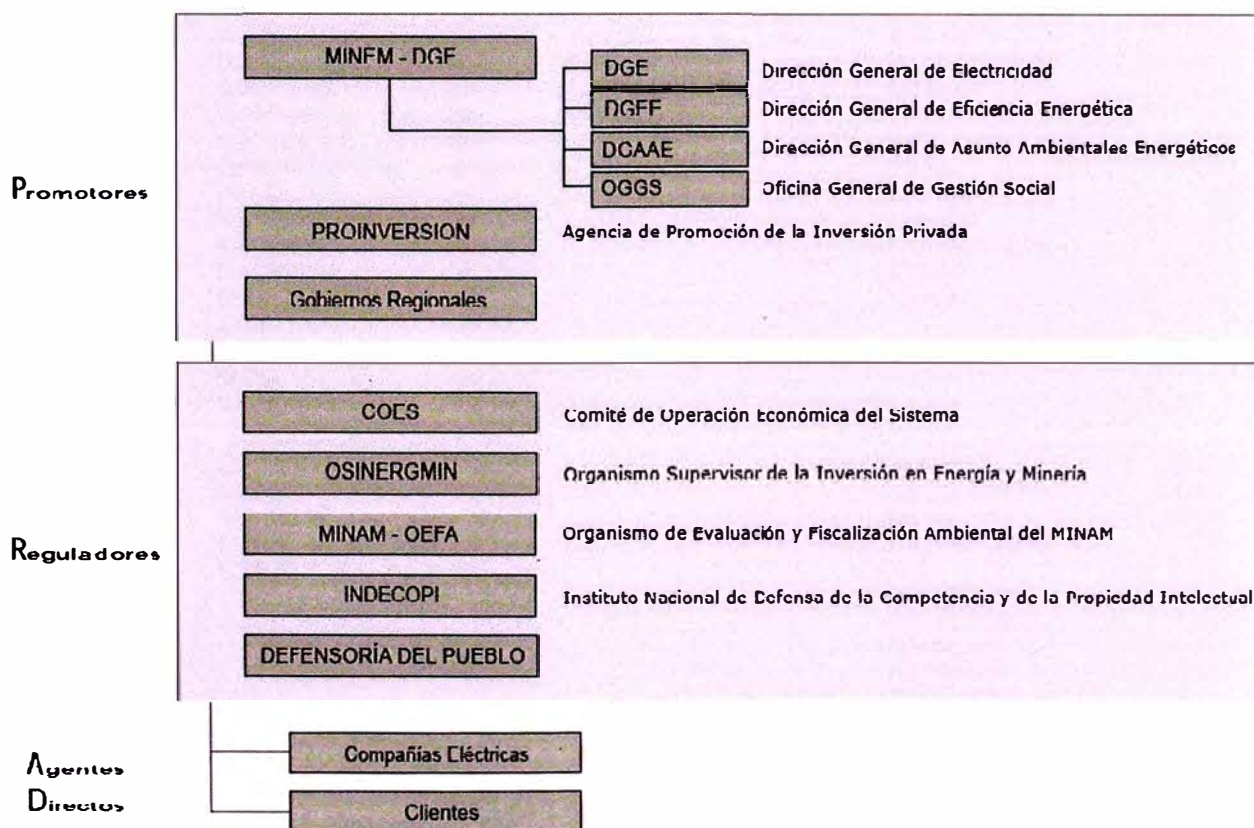 MINEM - DGE
DGE Dirección General de Electricidad
DGEE Dirección General de Eficiencia Energética
DGAAE Dirección General de Asunto Ambientales Energéticos
Promotores
OGGS Oficina General de Gestión Social
PROINVERSION Agencia de Promoción de la Inversión Privada
Gobiernos Regionales
COES Comité de Operación Económica del Sistema
OSINERGMIN Organismo Supervisor de la Inversión en Energía y Minería
MINAM - OEFA Organismo de Evaluación y Fiscalización Ambiental del MINAM
Reguladores
INDECOPI Instituto Nacional de Defensa de la Competencia y de la Propiedad Intelectual
DEFENSORÍA DEL PUEBLO
Agentes
Directos
Compañías Eléctricas
Clientes